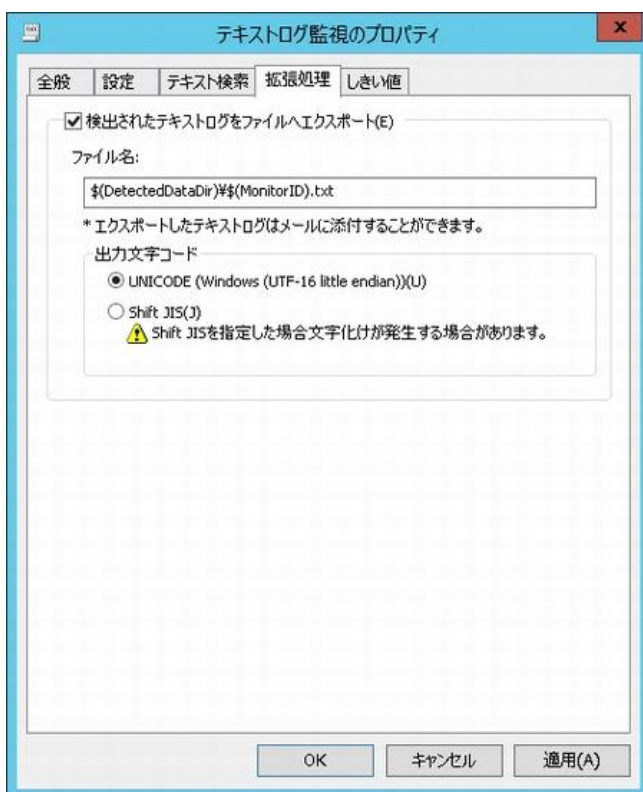 テキストログ監視のプロパティ
x
全般 設定 テキスト検索 拡張処理 しきい値
検出されたテキストログをファイルへエクスポート(E)
ファイル名:
$(DetectedDataDir)¥$(MonitorID).txt
* エクスポートしたテキストログはメールに添付することができます。
出力文字コード
UNICODE (Windows (UTF-16 little endian))(U)
Shift JIS(J)
Shift JISを指定した場合文字化けが発生する場合があります。
OK キャンセル 適用(A)